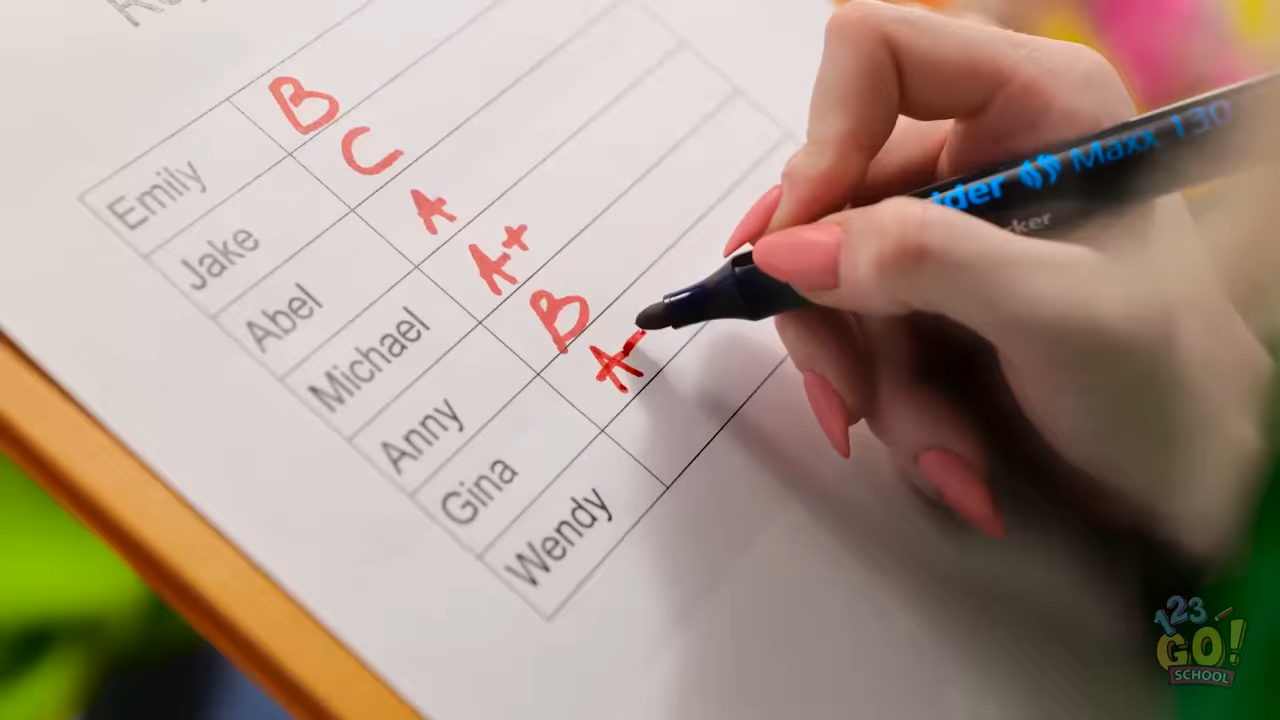 Emily B
Jake C
Abel A
Michael A+
Anny B
Gina A-
Wendy
Maxx 130
123
GO!
SCHOOL